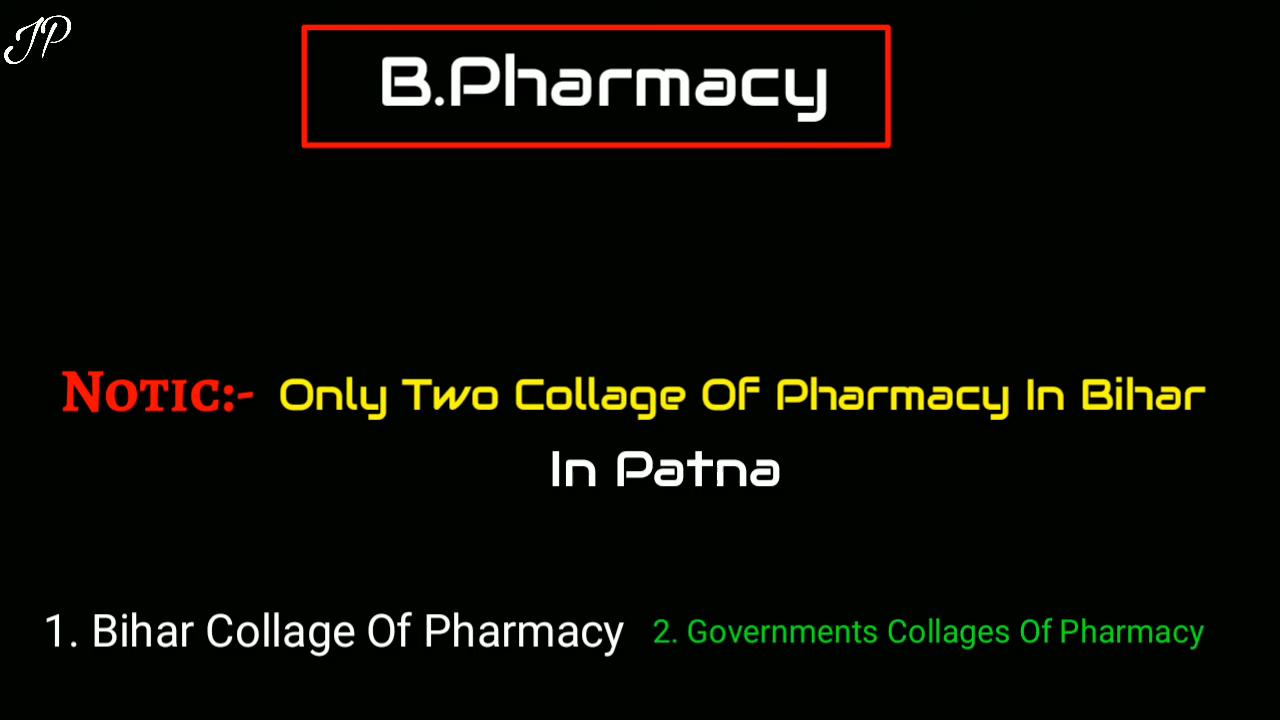 JP
B.Pharmacy
Notic:- Only Two Collage Of Pharmacy In Bihar
In Patna
1. Bihar Collage Of Pharmacy 2. Governments Collages Of Pharmacy